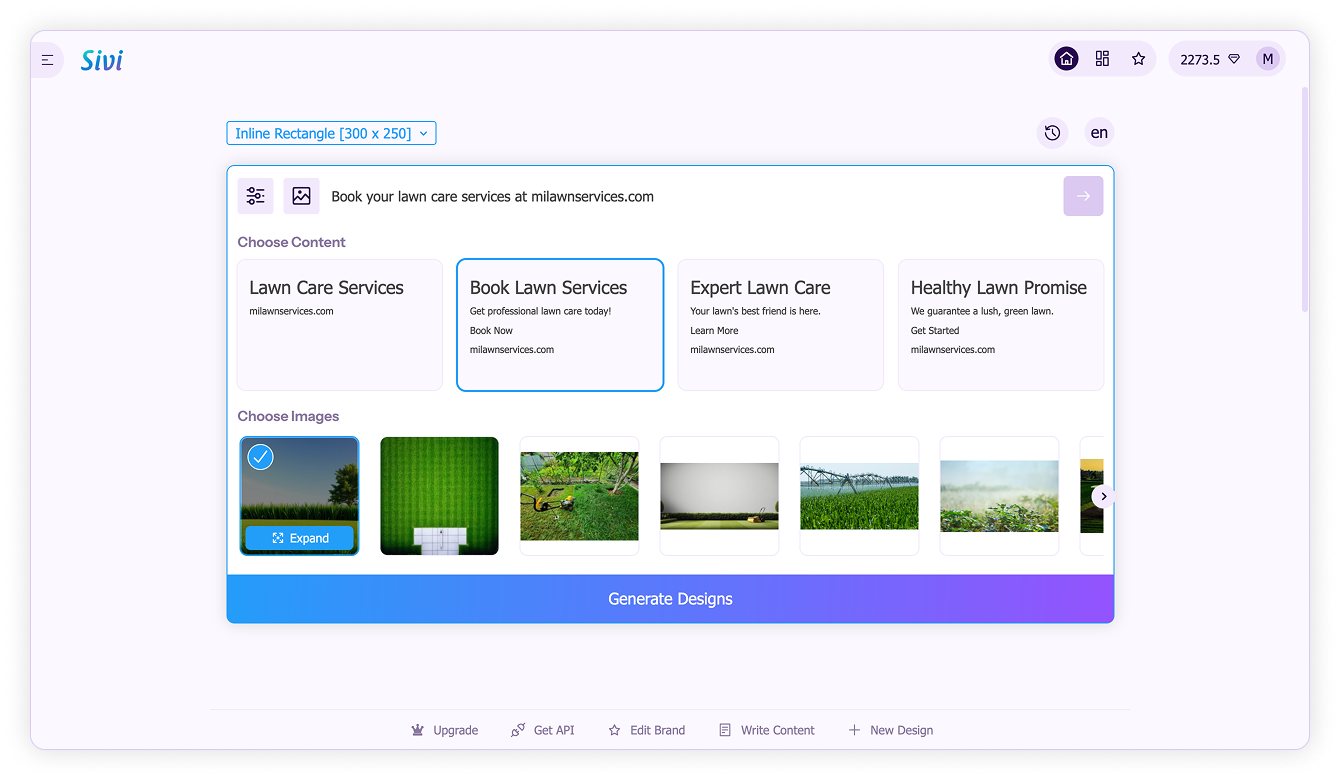 Sivi
2273.5
M
Inline Rectangle [300 x 250]
en
Book your lawn care services at milawnservices.com
Choose Content
Lawn Care Services
milawnservices.com
Book Lawn Services
Get professional lawn care today!
Book Now
milawnservices.com
Expert Lawn Care
Your lawn's best friend is here.
Learn More
milawnservices.com
Healthy Lawn Promise
We guarantee a lush, green lawn.
Get Started
milawnservices.com
Choose Images
Expand
Generate Designs
Upgrade
Get API
Edit Brand
Write Content
New Design